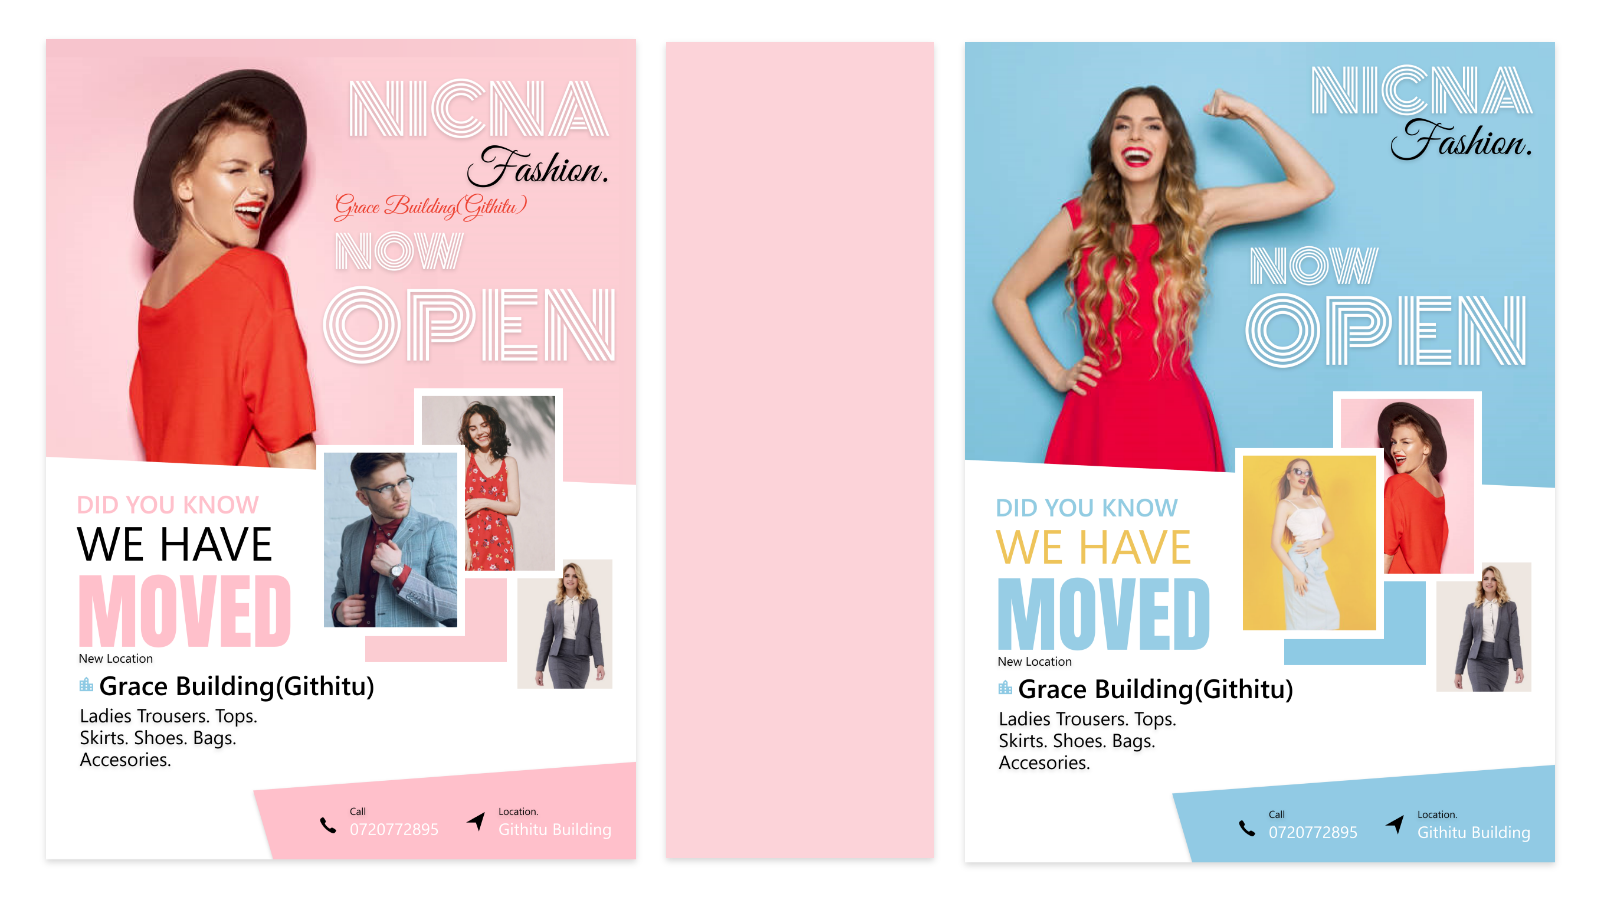 NICNA
Fashion.
Grace Building(Githitu)
NOW
OPEN
DID YOU KNOW
WE HAVE
MOVED
New Location
Grace Building(Githitu)
Ladies Trousers. Tops.
Skirts. Shoes. Bags.
Accesories.
Call
0720772895
Location.
Githitu Building
NICNA
Fashion.
NOW
OPEN
DID YOU KNOW
WE HAVE
MOVED
New Location
Grace Building(Githitu)
Ladies Trousers. Tops.
Skirts. Shoes. Bags.
Accesories.
Call
0720772895
Location.
Githitu Building